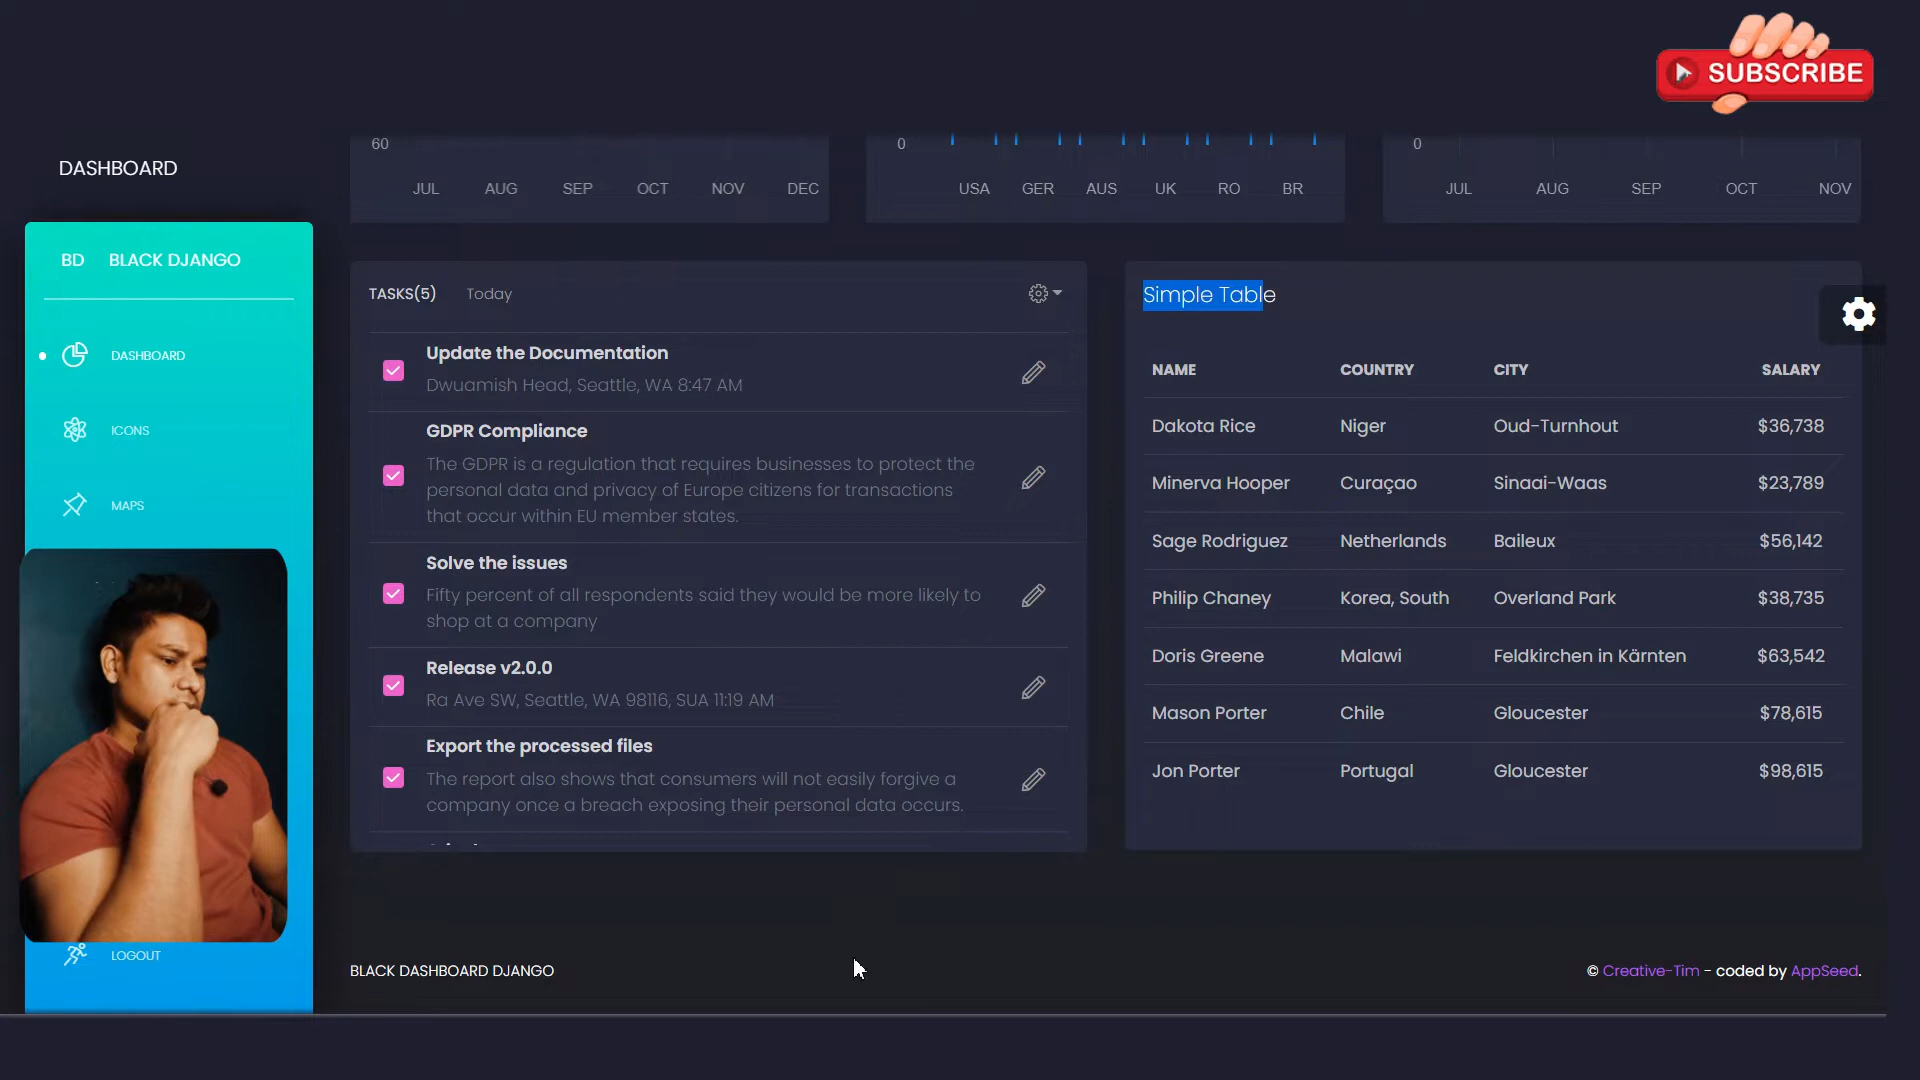 SUBSCRIBE
60
JUL AUG SEP OCT NOV DEC
0
USA GER AUS UK RO BR
0
JUL AUG SEP OCT NOV
DASHBOARD
BD BLACK DJANGO
DASHBOARD
ICONS
MAPS
LOGOUT
TASKS(5) Today
Update the Documentation
Dwuamish Head, Seattle, WA 8:47 AM
GDPR Compliance
The GDPR is a regulation that requires businesses to protect the
personal data and privacy of Europe citizens for transactions
that occur within EU member states.
Solve the issues
Fifty percent of all respondents said they would be more likely to
shop at a company
Release v2.0.0
Ra Ave SW, Seattle, WA 98116, SUA 11:19 AM
Export the processed files
The report also shows that consumers will not easily forgive a
company once a breach exposing their personal data occurs.
Simple Table
NAME COUNTRY CITY SALARY
Dakota Rice Niger Oud-Turnhout $36,738
Minerva Hooper Curaçao Sinaai-Waas $23,789
Sage Rodriguez Netherlands Baileux $56,142
Philip Chaney Korea, South Overland Park $38,735
Doris Greene Malawi Feldkirchen in Kärnten $63,542
Mason Porter Chile Gloucester $78,615
Jon Porter Portugal Gloucester $98,615
BLACK DASHBOARD DJANGO
© Creative-Tim - coded by AppSeed.